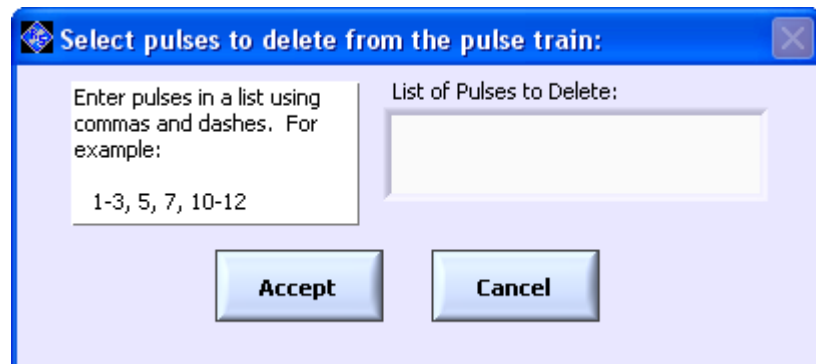 Select pulses to delete from the pulse train:
Enter pulses in a list using
commas and dashes.  For
example:
1-3, 5, 7, 10-12
List of Pulses to Delete:
Accept
Cancel